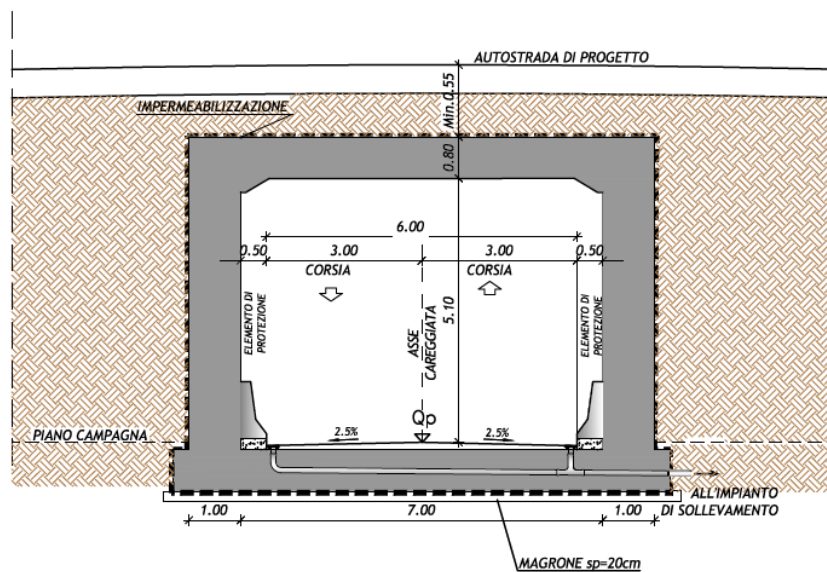 AUTOSTRADA DI PROGETTO
IMPERMEABILIZZAZIONE
Min.0.55
0.80
6.00
0.50
3.00
3.00
0.50
CORSIA
CORSIA
5.10
ELEMENTO DI
PROTEZIONE
ASSE
CAREGGIATA
ELEMENTO DI
PROTEZIONE
Qp
PIANO CAMPAGNA
2.5%
2.5%
ALL'IMPIANTO
DI SOLLEVAMENTO
1.00
7.00
1.00
MAGRONE sp=20cm